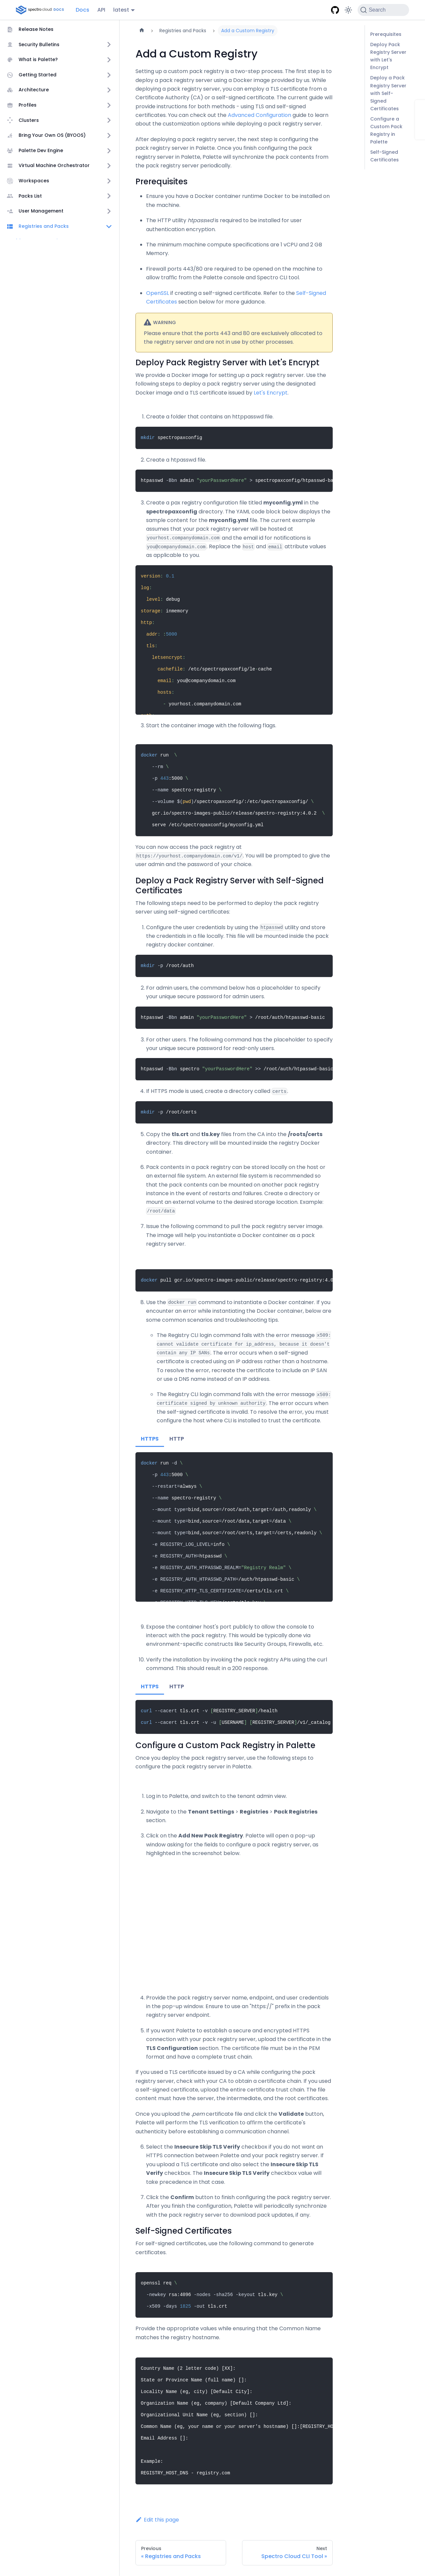 spectro cloud DOCS
Docs
API
latest
Search
Release Notes
Security Bulletins
What is Palette?
Getting Started
Architecture
Profiles
Clusters
Bring Your Own OS (BYOOS)
Palette Dev Engine
Virtual Machine Orchestrator
Workspaces
Packs List
User Management
Registries and Packs
Registries and Packs
Add a Custom Registry
Add a Custom Registry
Setting up a custom pack registry is a two-step process. The first step is to
deploy a pack registry server using a Docker image. While setting up or
deploying a pack registry, you can employ a TLS certificate issued by a
Certificate Authority (CA) or a self-signed certificate. This guide will
provide instructions for both methods - using TLS and self-signed
certificates. You can check out the Advanced Configuration guide to learn
about the customization options while deploying a pack registry server.
After deploying a pack registry server, the next step is configuring the
pack registry server in Palette. Finally, you will be able to synchronize the
pack registry in Palette periodically with the pack contents from the pack
registry server.
Prerequisites
Ensure you have a Docker container runtime Docker to be installed on
the machine.
The HTTP utility htpasswd is required to be installed for user
authentication encryption.
The minimum machine compute specifications are 1 vCPU and 2 GB
Memory.
Firewall ports 443/80 are required to be opened on the machine to
allow traffic from the Palette console and Spectro CLI tool.
OpenSSL if creating a self-signed certificate. Refer to the Self-Signed
Certificates section below for more guidance.
WARNING
Please ensure that the ports 443 and 80 are exclusively allocated to
the registry server and are not in use by other processes.
Deploy Pack Registry Server with Let's Encrypt
We provide a Docker image for setting up a pack registry server. Use the
following steps to deploy a pack registry server using the designated
Docker image and a TLS certificate issued by Let's Encrypt.
1. Create a folder that contains an httppasswd file.
mkdir spectropaxconfig
2. Create a htpasswd file.
htpasswd -Bbn admin "yourPasswordHere" > spectropaxconfig/htpasswd-ba
3. Create a pax registry configuration file titled myconfig.yml in the
spectropaxconfig directory. The YAML code block below displays the
sample content for the myconfig.yml file. The current example
assumes that your pack registry server will be hosted at
yourhost.companydomain.com and the email id for notifications is
you@companydomain.com. Replace the host and email attribute values
as applicable to you.
version: 0.1
log:
level: debug
storage: inmemory
http:
addr: :5000
tls:
letsencrypt:
cachefile: /etc/spectropaxconfig/le-cache
email: you@companydomain.com
hosts:
- yourhost.companydomain.com
3. Start the container image with the following flags.
docker run \
--rm \
-p 443:5000 \
--name spectro-registry \
--volume $(pwd)/spectropaxconfig/:/etc/spectropaxconfig/ \
gcr.io/spectro-images-public/release/spectro-registry:4.0.2 \
serve /etc/spectropaxconfig/myconfig.yml
You can now access the pack registry at
https://yourhost.companydomain.com/v1/. You will be prompted to give the
user admin and the password of your choice.
Deploy a Pack Registry Server with Self-Signed
Certificates
The following steps need to be performed to deploy the pack registry
server using self-signed certificates:
1. Configure the user credentials by using the htpasswd utility and store
the credentials in a file locally. This file will be mounted inside the pack
registry docker container.
mkdir -p /root/auth
2. For admin users, the command below has a placeholder to specify
your unique secure password for admin users.
htpasswd -Bbn admin "yourPasswordHere" > /root/auth/htpasswd-basic
3. For other users. The following command has the placeholder to specify
your unique secure password for read-only users.
htpasswd -Bbn spectro "yourPasswordHere" >> /root/auth/htpasswd-basic
4. If HTTPS mode is used, create a directory called certs.
mkdir -p /root/certs
5. Copy the tls.crt and tls.key files from the CA into the /roots/certs
directory. This directory will be mounted inside the registry Docker
container.
6. Pack contents in a pack registry can be stored locally on the host or
an external file system. An external file system is recommended so
that the pack contents can be mounted on another pack registry
instance in the event of restarts and failures. Create a directory or
mount an external volume to the desired storage location. Example:
/root/data
7. Issue the following command to pull the pack registry server image.
The image will help you instantiate a Docker container as a pack
registry server.
docker pull gcr.io/spectro-images-public/release/spectro-registry:4.0
8. Use the docker run command to instantiate a Docker container. If you
encounter an error while instantiating the Docker container, below are
some common scenarios and troubleshooting tips.
The Registry CLI login command fails with the error message x509:
cannot validate certificate for ip_address, because it doesn't
contain any IP SANs. The error occurs when a self-signed
certificate is created using an IP address rather than a hostname.
To resolve the error, recreate the certificate to include an IP SAN
or use a DNS name instead of an IP address.
The Registry CLI login command fails with the error message x509:
certificate signed by unknown authority. The error occurs when
the self-signed certificate is invalid. To resolve the error, you must
configure the host where CLI is installed to trust the certificate.
HTTPS
HTTP
docker run -d \
-p 443:5000 \
--restart=always \
--name spectro-registry \
--mount type=bind,source=/root/auth,target=/auth,readonly \
--mount type=bind,source=/root/data,target=/data \
--mount type=bind,source=/root/certs,target=/certs,readonly \
-e REGISTRY_LOG_LEVEL=info \
-e REGISTRY_AUTH=htpasswd \
-e REGISTRY_AUTH_HTPASSWD_REALM="Registry Realm" \
-e REGISTRY_AUTH_HTPASSWD_PATH=/auth/htpasswd-basic \
-e REGISTRY_HTTP_TLS_CERTIFICATE=/certs/tls.crt \
9. Expose the container host's port publicly to allow the console to
interact with the pack registry. This would be typically done via
environment-specific constructs like Security Groups, Firewalls, etc.
10. Verify the installation by invoking the pack registry APIs using the curl
command. This should result in a 200 response.
HTTPS
HTTP
curl --cacert tls.crt -v [REGISTRY_SERVER]/health
curl --cacert tls.crt -v -u [USERNAME] [REGISTRY_SERVER]/v1/_catalog
Configure a Custom Pack Registry in Palette
Once you deploy the pack registry server, use the following steps to
configure the pack registry server in Palette.
1. Log in to Palette, and switch to the tenant admin view.
2. Navigate to the Tenant Settings > Registries > Pack Registries
section.
3. Click on the Add New Pack Registry. Palette will open a pop-up
window asking for the fields to configure a pack registry server, as
highlighted in the screenshot below.
4. Provide the pack registry server name, endpoint, and user credentials
in the pop-up window. Ensure to use an "https://" prefix in the pack
registry server endpoint.
5. If you want Palette to establish a secure and encrypted HTTPS
connection with your pack registry server, upload the certificate in the
TLS Configuration section. The certificate file must be in the PEM
format and have a complete trust chain.
If you used a TLS certificate issued by a CA while configuring the pack
registry server, check with your CA to obtain a certificate chain. If you used
a self-signed certificate, upload the entire certificate trust chain. The file
content must have the server, the intermediate, and the root certificates.
Once you upload the .pem certificate file and click the Validate button,
Palette will perform the TLS verification to affirm the certificate's
authenticity before establishing a communication channel.
6. Select the Insecure Skip TLS Verify checkbox if you do not want an
HTTPS connection between Palette and your pack registry server. If
you upload a TLS certificate and also select the Insecure Skip TLS
Verify checkbox. The Insecure Skip TLS Verify checkbox value will
take precedence in that case.
7. Click the Confirm button to finish configuring the pack registry server.
After you finish the configuration, Palette will periodically synchronize
with the pack registry server to download pack updates, if any.
Self-Signed Certificates
For self-signed certificates, use the following command to generate
certificates.
openssl req \
-newkey rsa:4096 -nodes -sha256 -keyout tls.key \
-x509 -days 1825 -out tls.crt
Provide the appropriate values while ensuring that the Common Name
matches the registry hostname.
Country Name (2 letter code) [XX]:
State or Province Name (full name) []:
Locality Name (eg, city) [Default City]:
Organization Name (eg, company) [Default Company Ltd]:
Organizational Unit Name (eg, section) []:
Common Name (eg, your name or your server's hostname) []:[REGISTRY_HO
Email Address []:
Example:
REGISTRY_HOST_DNS - registry.com
Edit this page
Previous
« Registries and Packs
Next
Spectro Cloud CLI Tool »
Prerequisites
Deploy Pack
Registry Server
with Let's
Encrypt
Deploy a Pack
Registry Server
with Self-
Signed
Certificates
Configure a
Custom Pack
Registry in
Palette
Self-Signed
Certificates